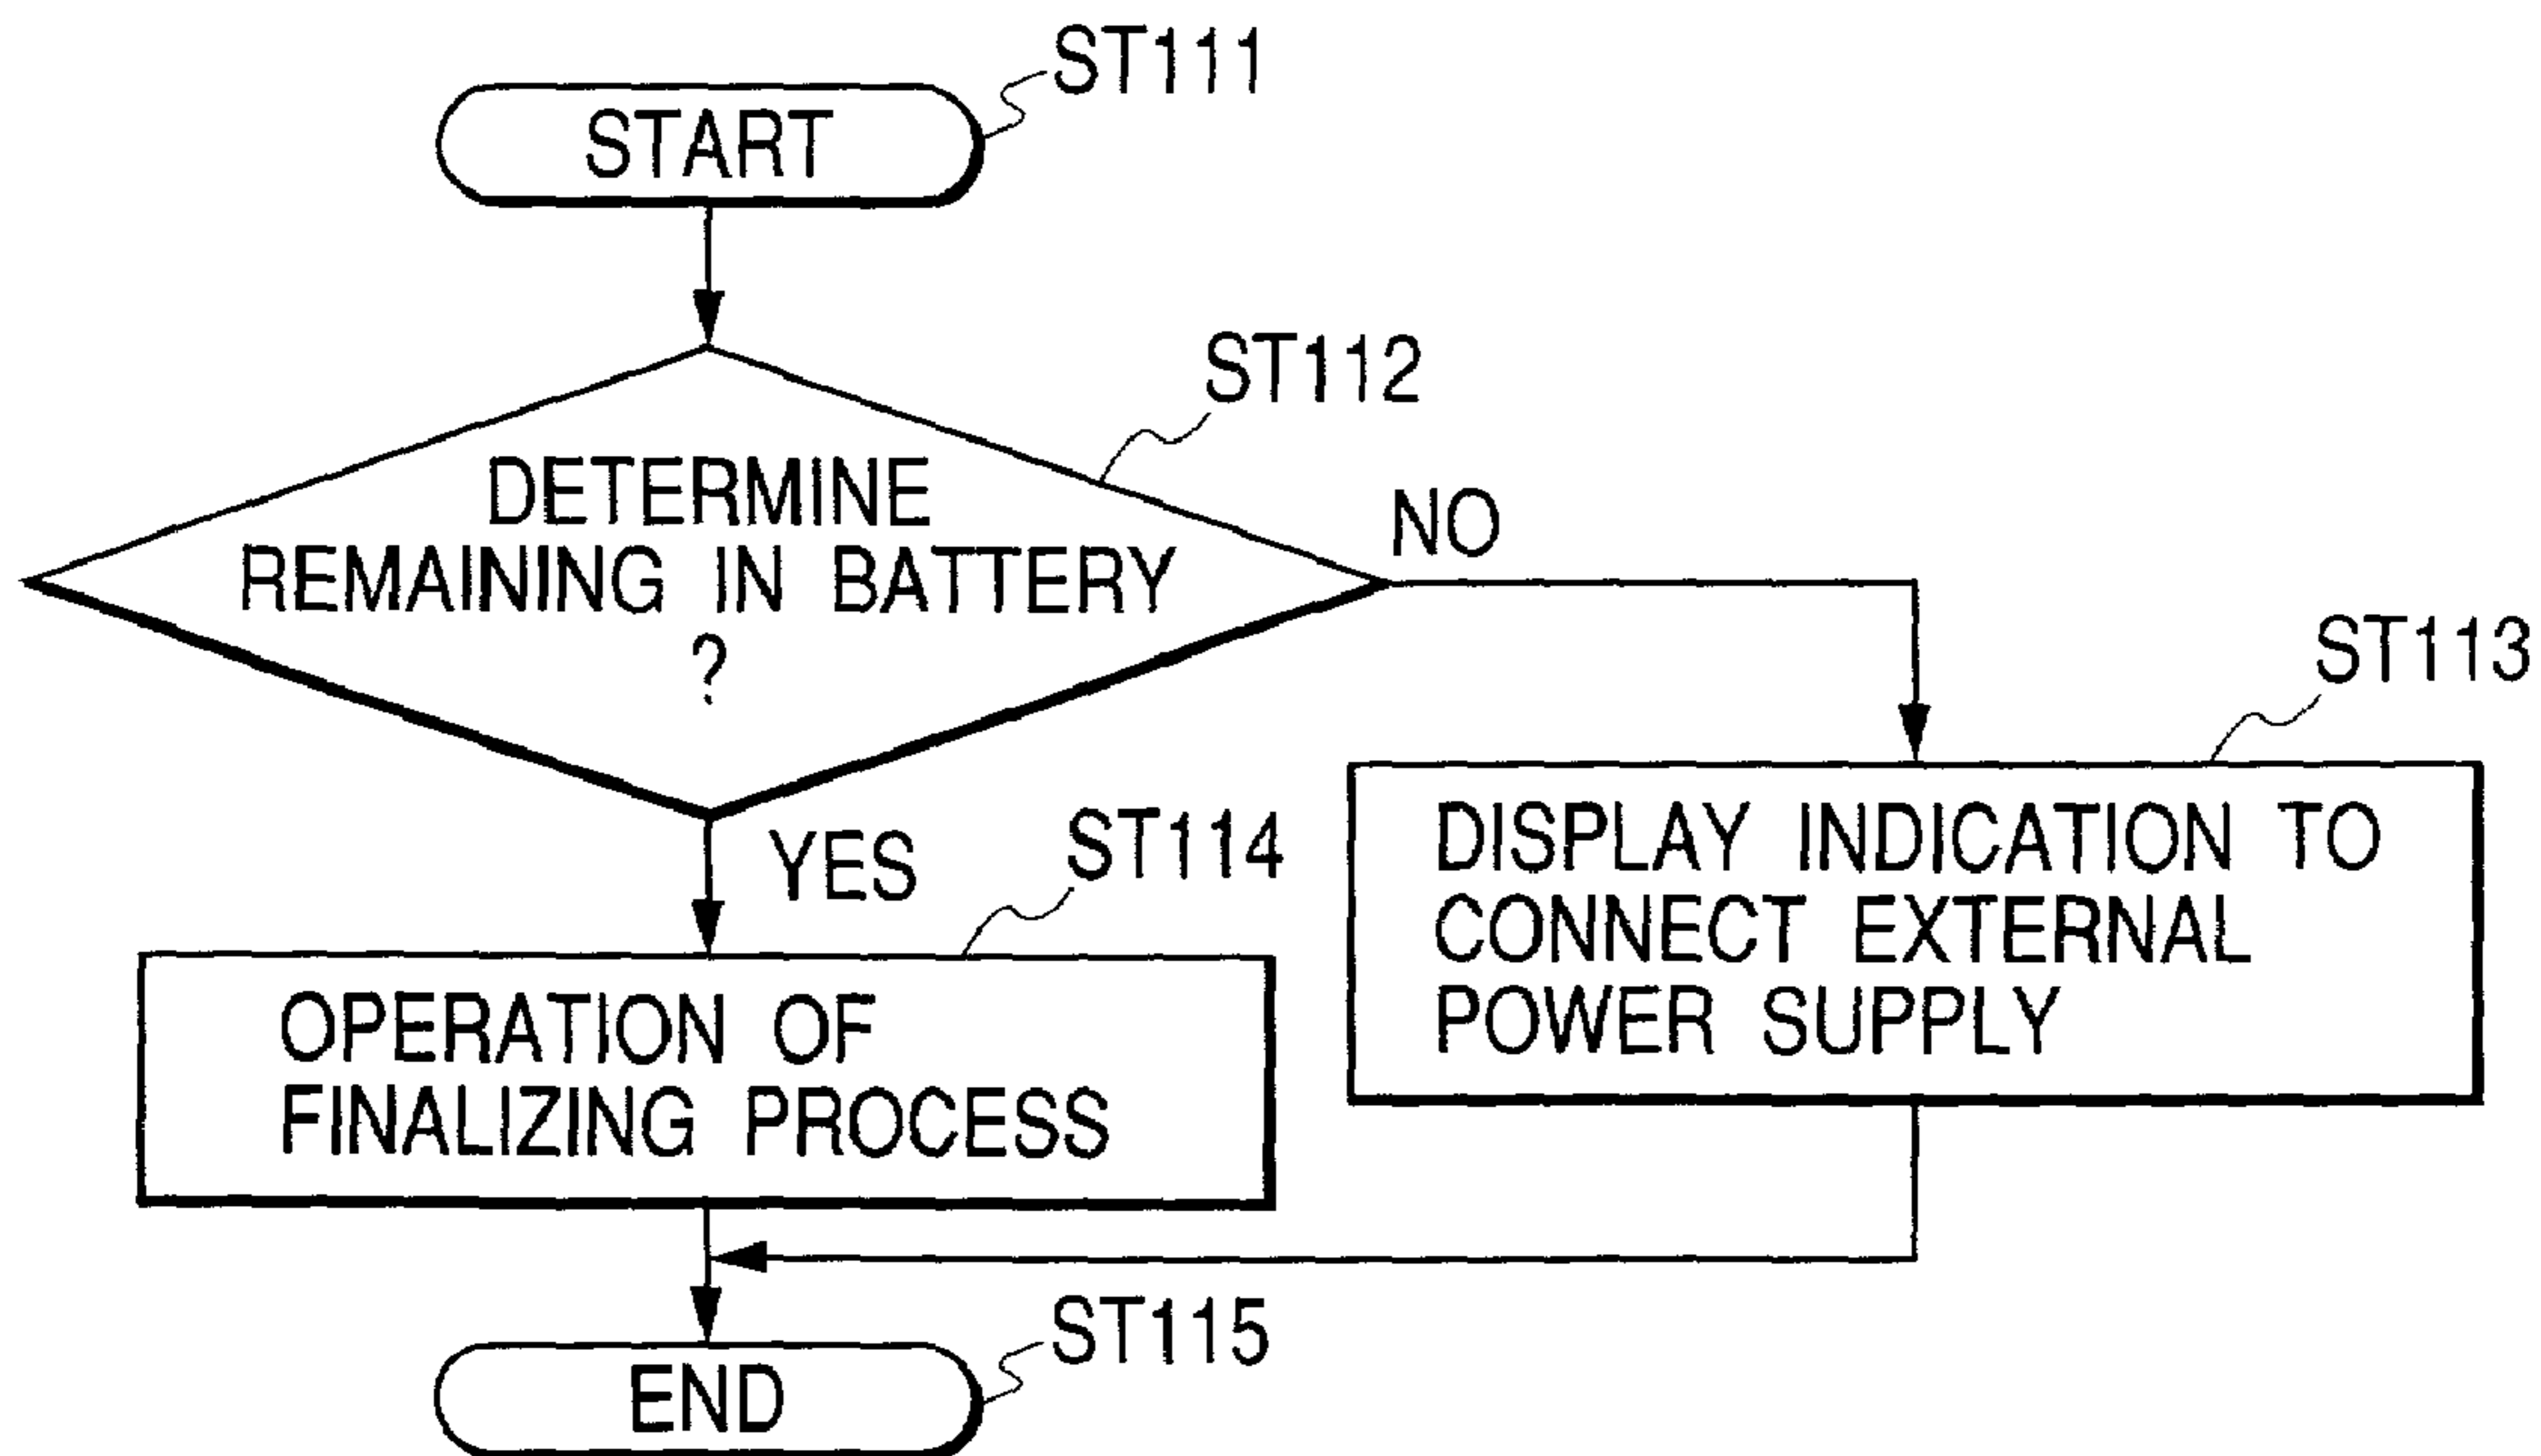 ST111
START
ST112
DETERMINE
REMAINING IN BATTERY
?
NO
ST113
DISPLAY INDICATION TO
CONNECT EXTERNAL
POWER SUPPLY
YES
ST114
OPERATION OF
FINALIZING PROCESS
ST115
END